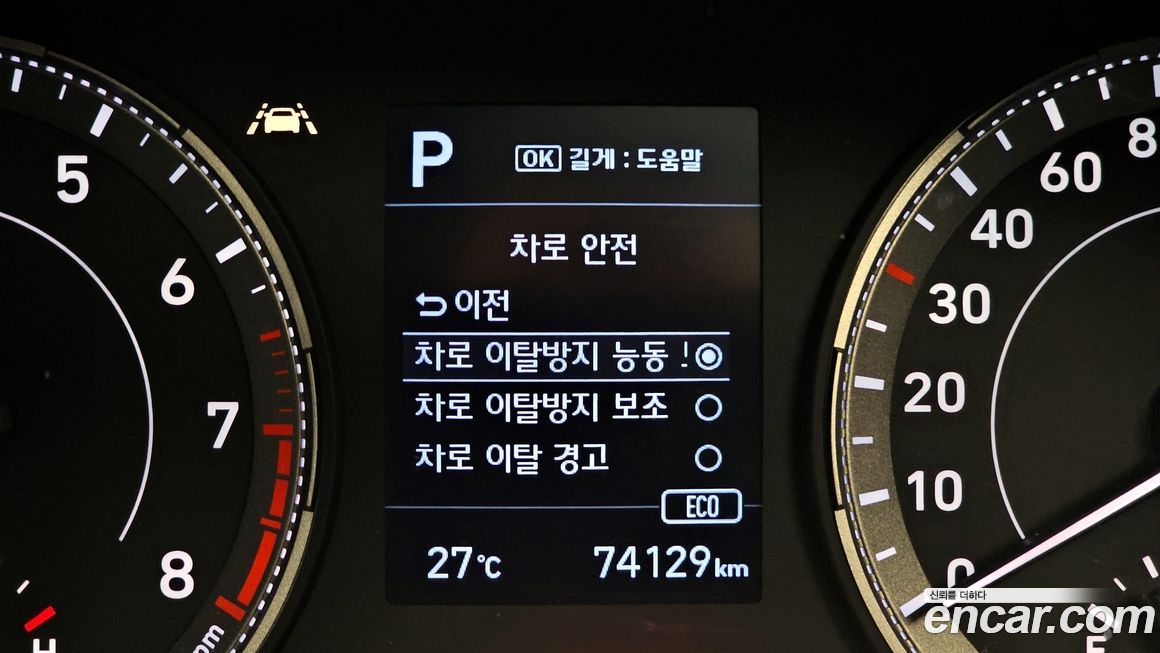 P
OK 길게 : 도움말
차로 안전
이전
차로 이탈방지 능동 !
차로 이탈방지 보조
차로 이탈 경고
ECO
27℃ 74129km
5
6
7
8
H
80
60
40
30
20
10
0
신뢰를 더하다
encar.com